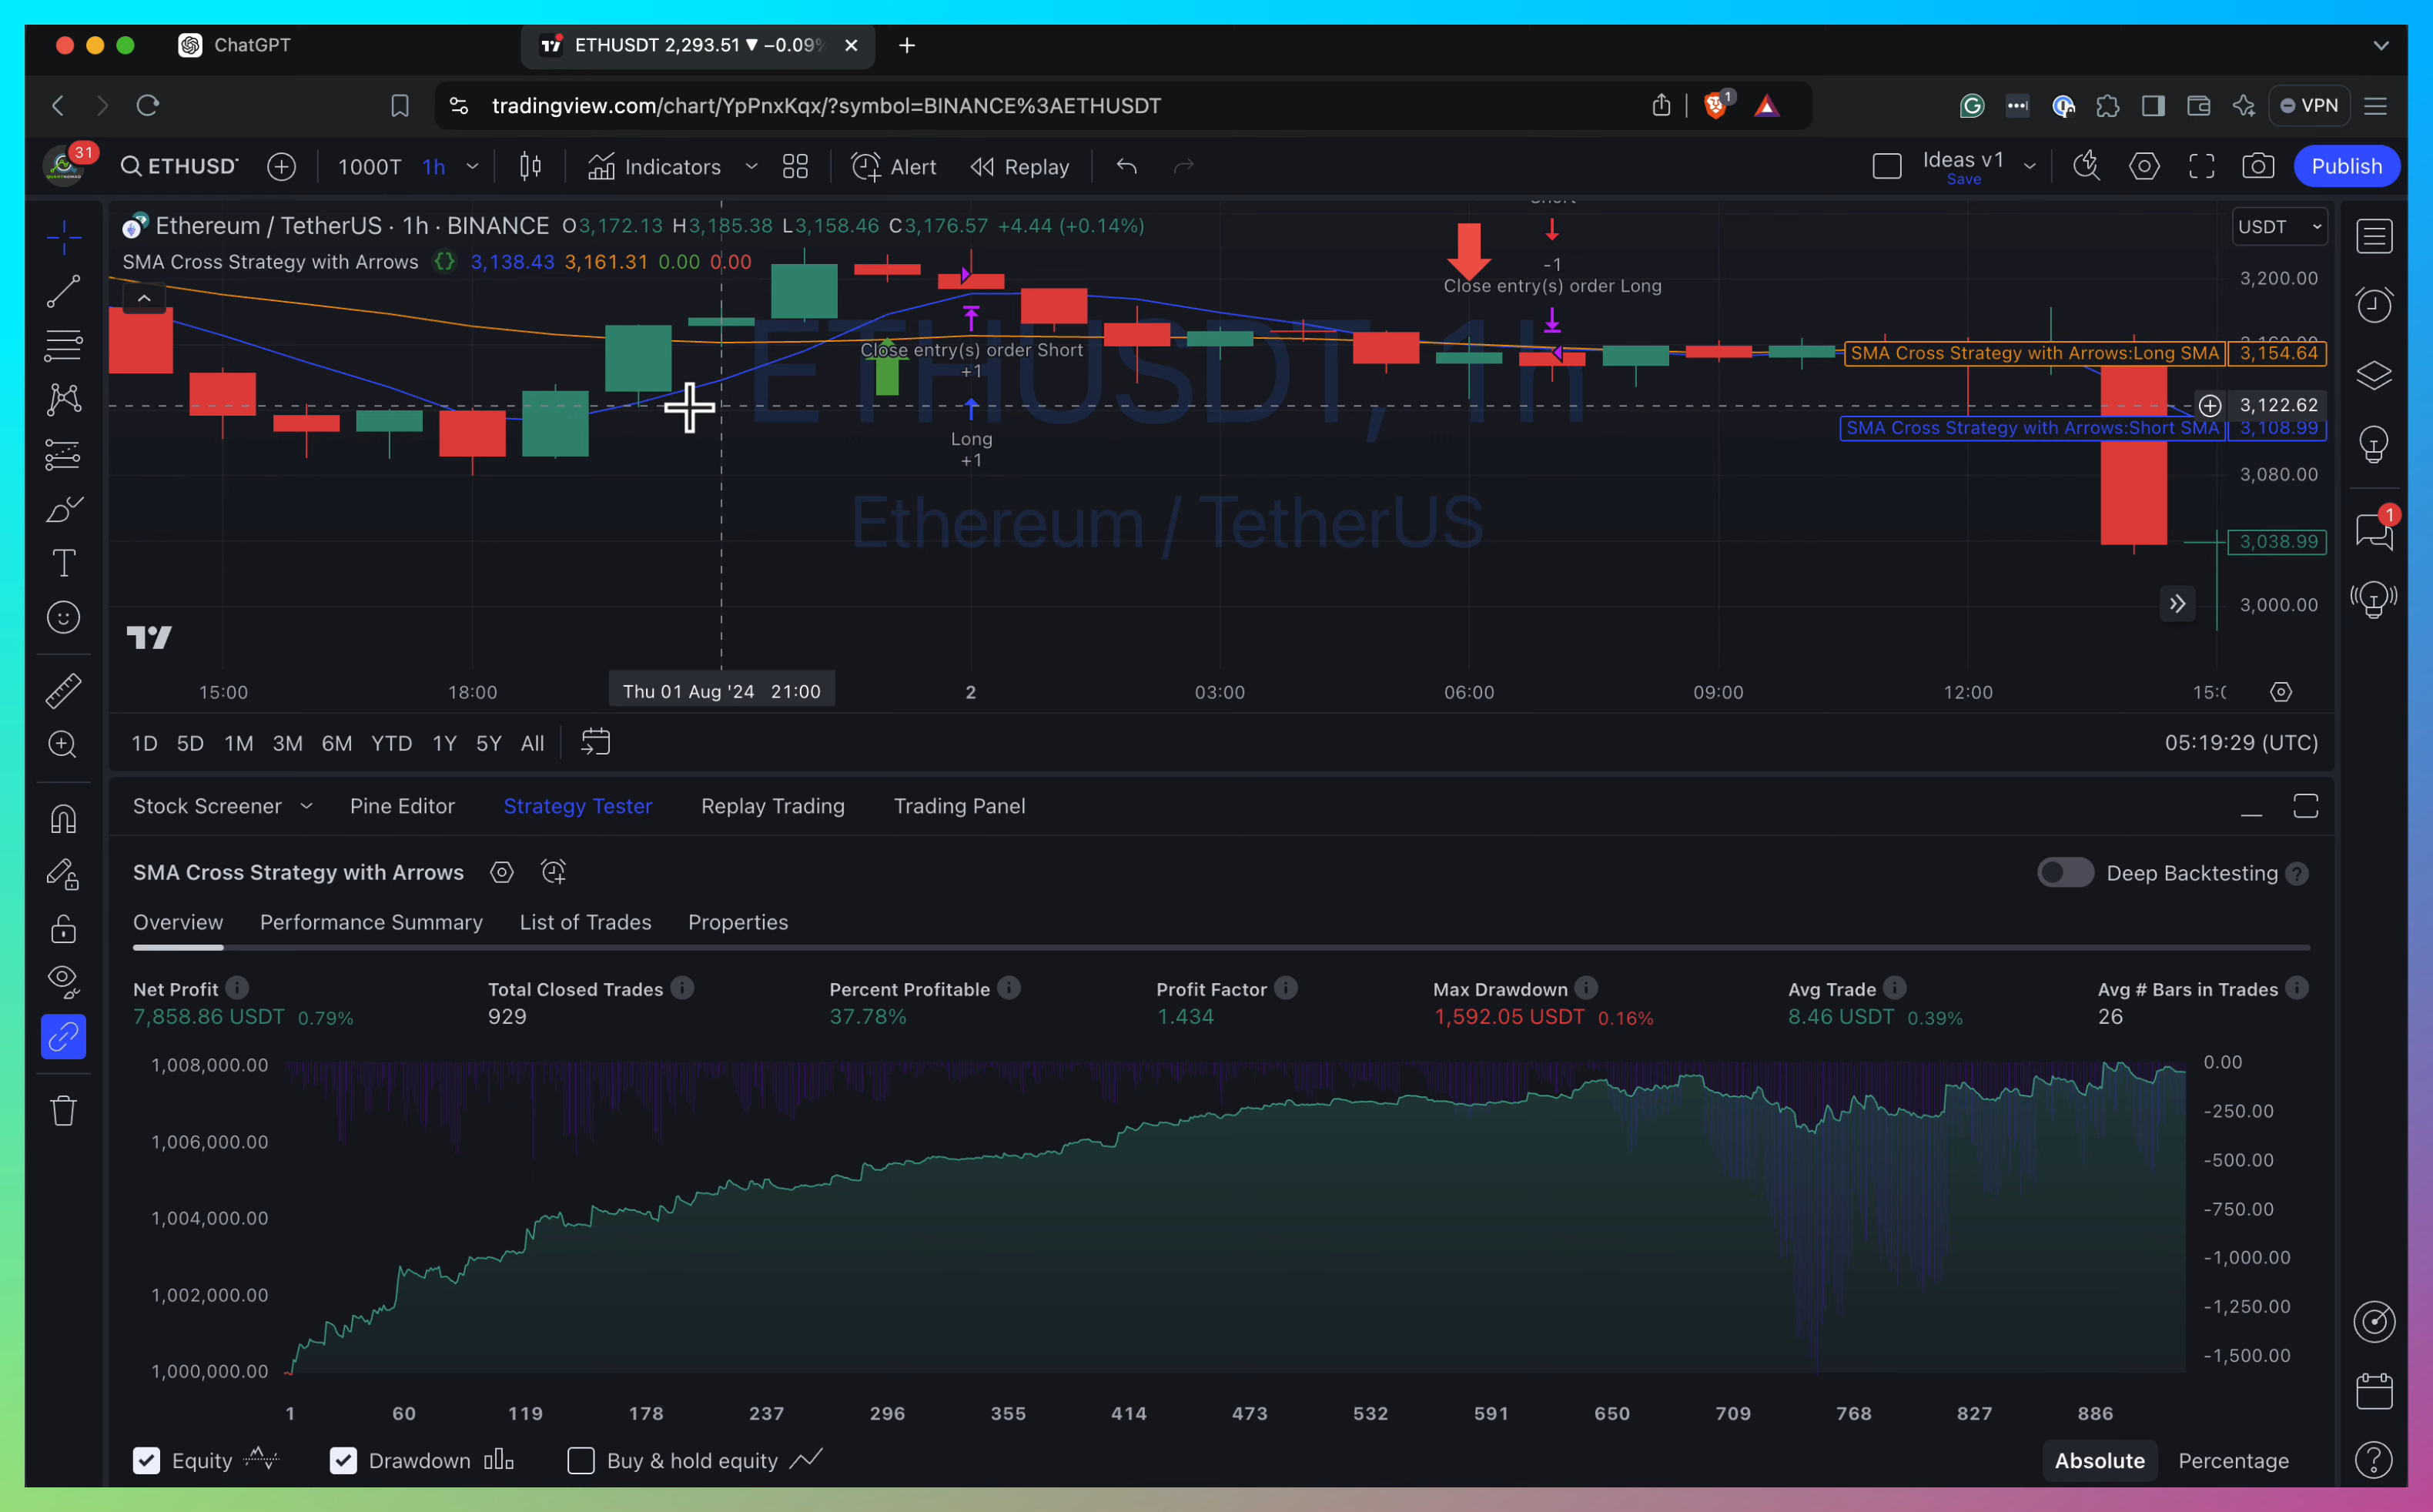 ChatGPT
ETHUSDT 2,293.51 ▼ −0.09%
tradingview.com/chart/YpPnxKqx/?symbol=BINANCE%3AETHUSDT
1
VPN
31
ETHUSD
1000T 1h
Indicators
Alert
Replay
Ideas v1
Save
Publish
Ethereum / TetherUS · 1h · BINANCE O3,172.13 H3,185.38 L3,158.46 C3,176.57 +4.44 (+0.14%)
SMA Cross Strategy with Arrows 3,138.43 3,161.31 0.00 0.00
USDT
Short
-1
Close entry(s) order Long
Close entry(s) order Short
+1
Long
+1
ETHUSDT, 1h
Ethereum / TetherUS
3,200.00
SMA Cross Strategy with Arrows:Long SMA 3,154.64
3,122.62
SMA Cross Strategy with Arrows:Short SMA 3,108.99
3,080.00
3,038.99
3,000.00
1
15:00 18:00 Thu 01 Aug '24 21:00 2 03:00 06:00 09:00 12:00
1D 5D 1M 3M 6M YTD 1Y 5Y All
05:19:29 (UTC)
Stock Screener Pine Editor Strategy Tester Replay Trading Trading Panel
SMA Cross Strategy with Arrows
Deep Backtesting
Overview Performance Summary List of Trades Properties
Net Profit Total Closed Trades Percent Profitable Profit Factor Max Drawdown Avg Trade Avg # Bars in Trades
7,858.86 USDT 0.79% 929 37.78% 1.434 1,592.05 USDT 0.16% 8.46 USDT 0.39% 26
1,008,000.00
1,006,000.00
1,004,000.00
1,002,000.00
1,000,000.00
0.00
-250.00
-500.00
-750.00
-1,000.00
-1,250.00
-1,500.00
1 60 119 178 237 296 355 414 473 532 591 650 709 768 827 886
Equity Drawdown Buy & hold equity
Absolute Percentage